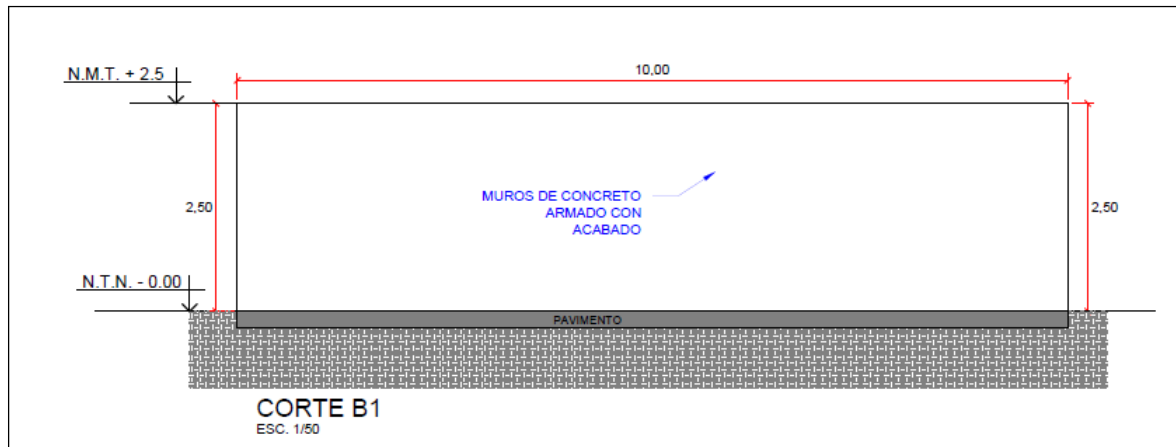 N.M.T. + 2.5
10,00
2,50
MUROS DE CONCRETO
ARMADO CON
ACABADO
2,50
N.T.N. - 0.00
PAVIMENTO
CORTE B1
ESC. 1/50